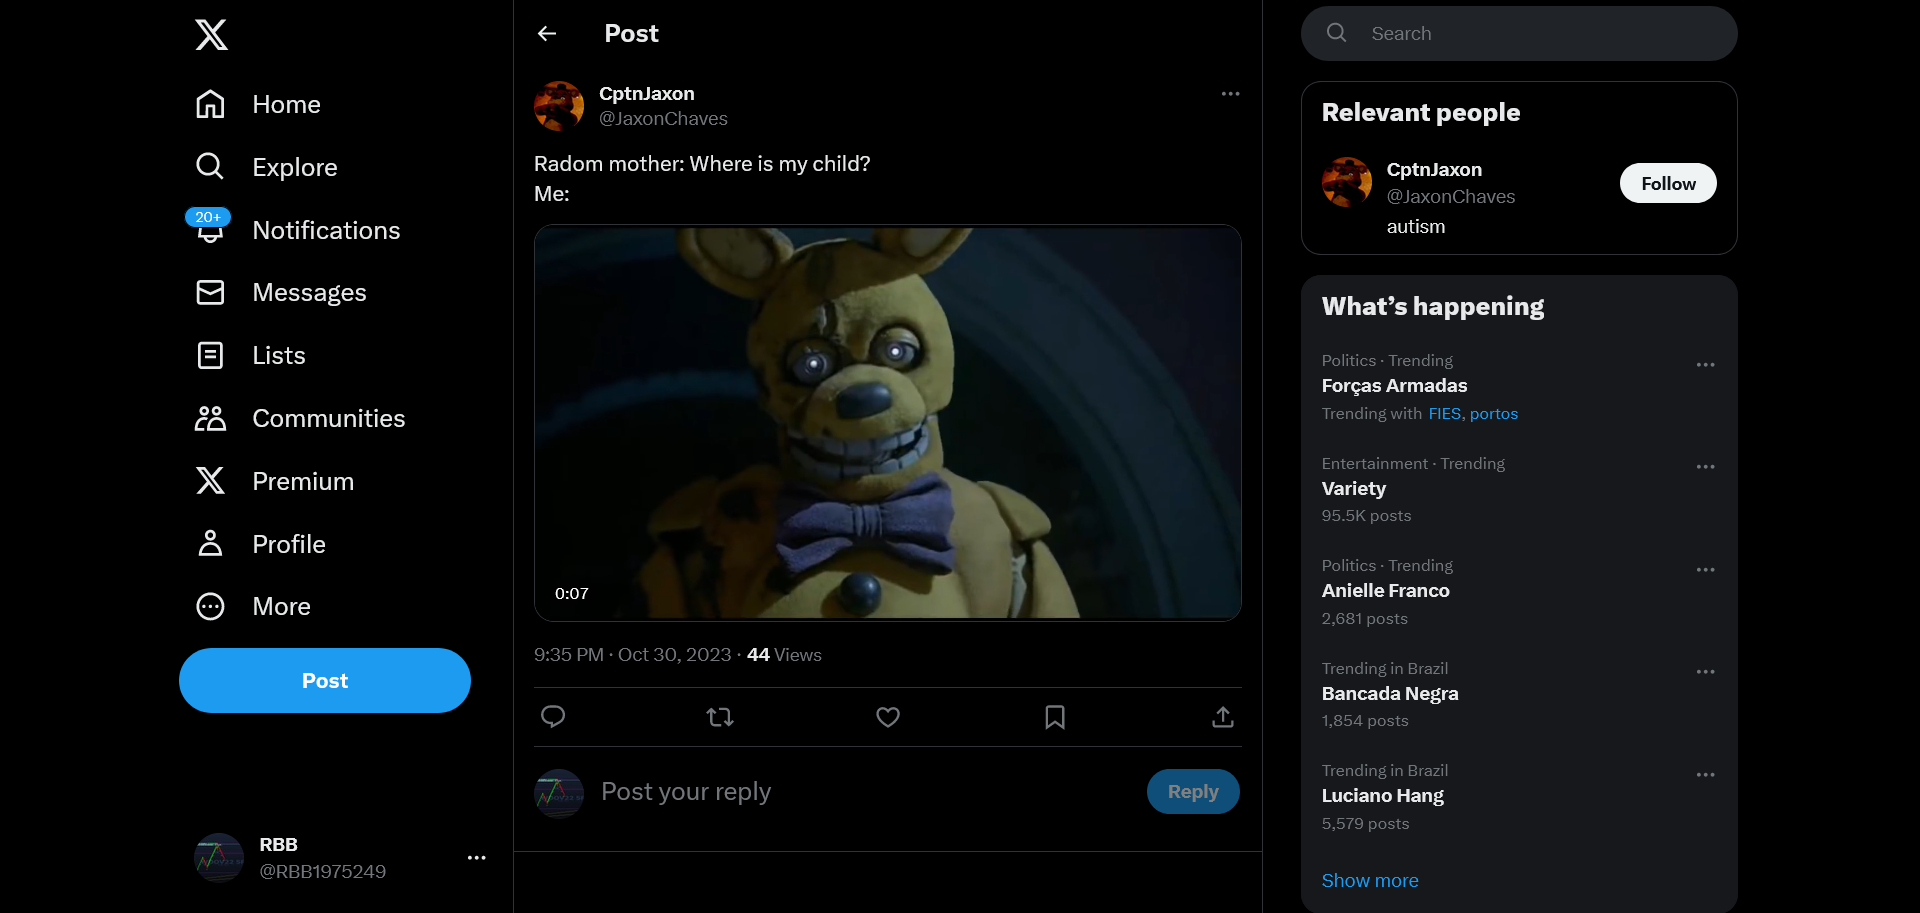 Home
Explore
20+
Notifications
Messages
Lists
Communities
Premium
Profile
More
Post
RBB
@RBB1975249
Post
CptnJaxon
@JaxonChaves
Radom mother: Where is my child?
Me:
0:07
9:35 PM · Oct 30, 2023 · 44 Views
Post your reply
Reply
Search
Relevant people
CptnJaxon
@JaxonChaves
Follow
autism
What's happening
Politics · Trending
Forças Armadas
Trending with FIES, portos
Entertainment · Trending
Variety
95.5K posts
Politics · Trending
Anielle Franco
2,681 posts
Trending in Brazil
Bancada Negra
1,854 posts
Trending in Brazil
Luciano Hang
5,579 posts
Show more